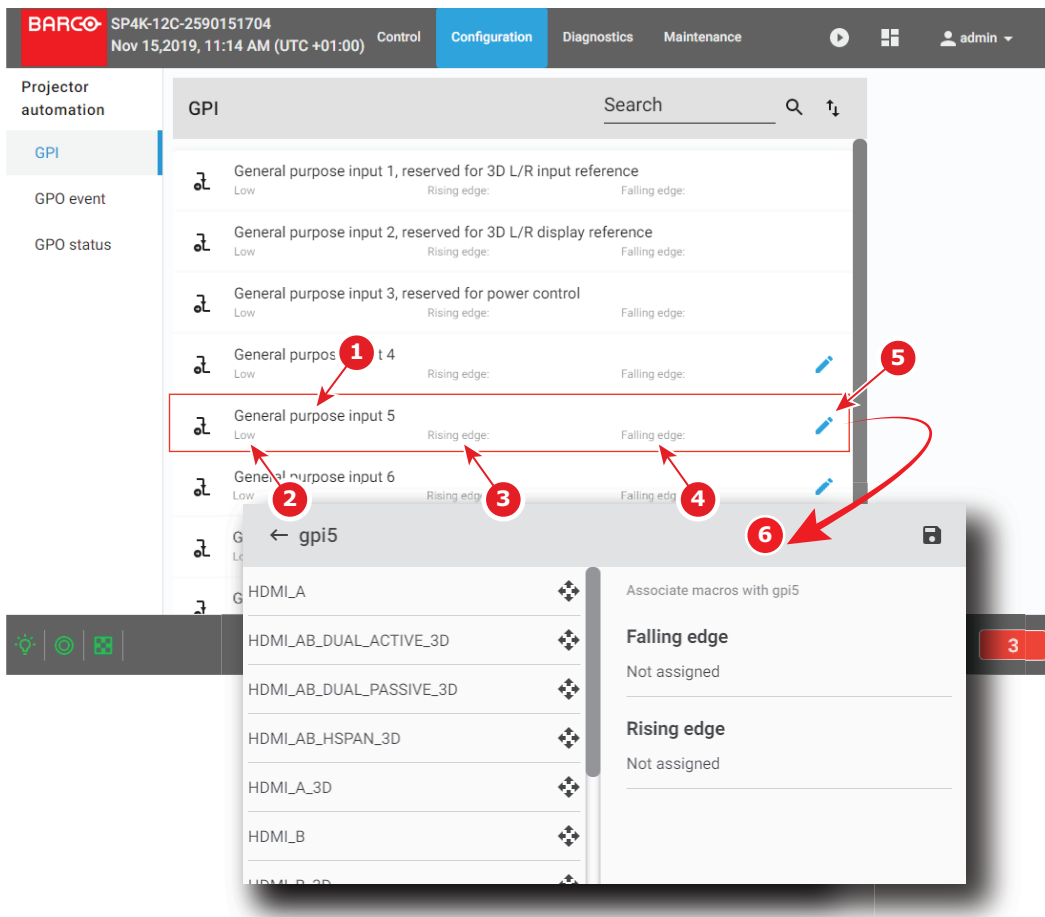 BARCO
SP4K-12C-2590151704
Nov 15,2019, 11:14 AM (UTC +01:00)
Control
Configuration
Diagnostics
Maintenance
admin
Projector
automation
GPI
GPO event
GPO status
GPI
Search
General purpose input 1, reserved for 3D L/R input reference
Low Rising edge: Falling edge:
General purpose input 2, reserved for 3D L/R display reference
Low Rising edge: Falling edge:
General purpose input 3, reserved for power control
Low Rising edge: Falling edge:
1
General purpos t 4
Low Rising edge: Falling edge:
5
General purpose input 5
Low Rising edge: Falling edge:
General purpose input 6
Low Rising edge Falling edg
2
3
4
6
G
G
gpi5
HDMI_A
HDMI_AB_DUAL_ACTIVE_3D
HDMI_AB_DUAL_PASSIVE_3D
HDMI_AB_HSPAN_3D
HDMI_A_3D
HDMI_B
HDMI_B_3D
Associate macros with gpi5
Falling edge
Not assigned
Rising edge
Not assigned
3